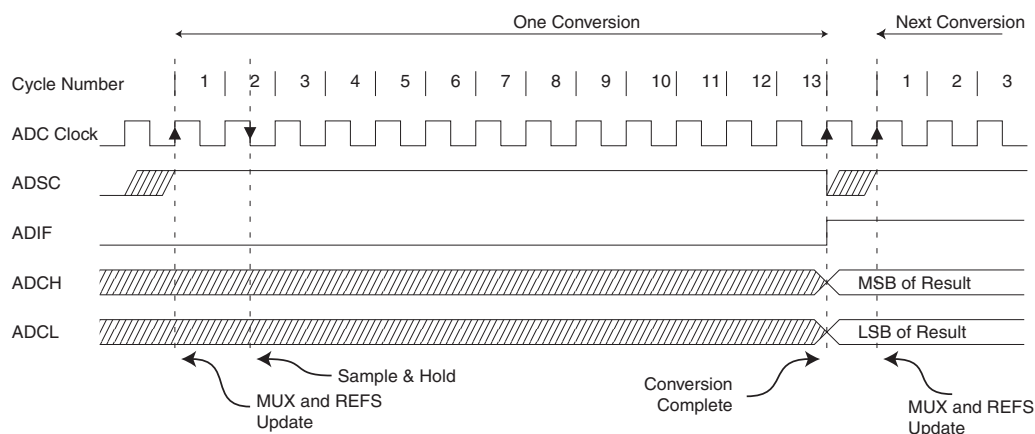 One Conversion Next Conversion
Cycle Number 1 2 3 4 5 6 7 8 9 10 11 12 13 1 2 3
ADC Clock
ADSC
ADIF
ADCH MSB of Result
ADCL LSB of Result
Sample & Hold
MUX and REFS
Update
Conversion
Complete
MUX and REFS
Update